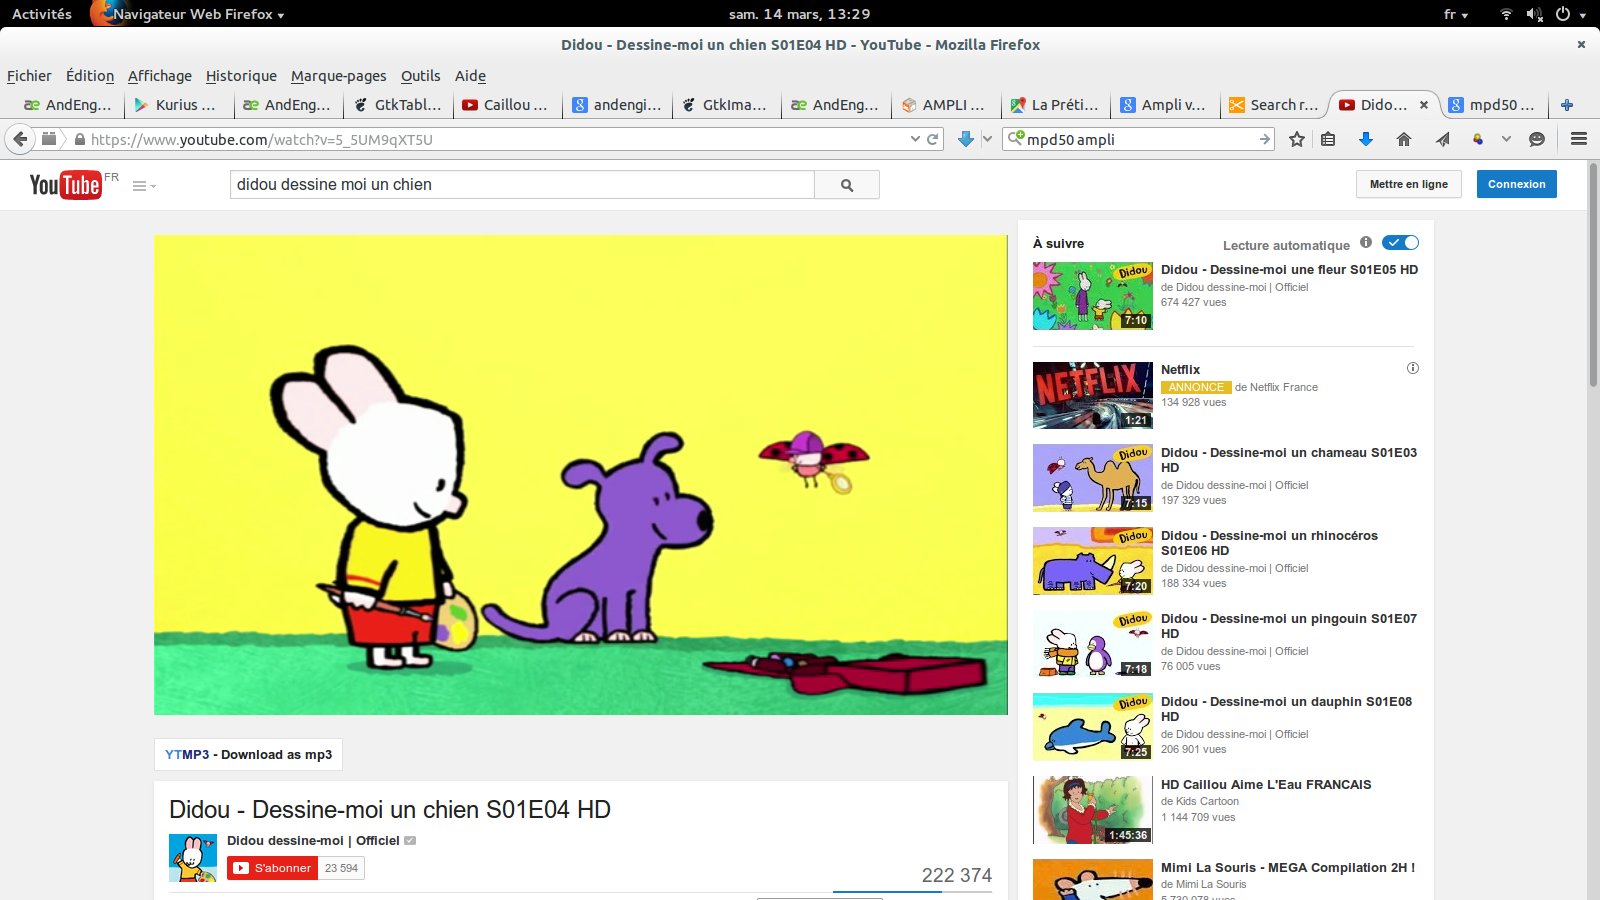 Activités
Navigateur Web Firefox
sam. 14 mars, 13:29
fr
Didou - Dessine-moi un chien S01E04 HD - YouTube - Mozilla Firefox
Fichier Édition Affichage Historique Marque-pages Outils Aide
AndEng… Kurius … AndEng… GtkTabl… Caillou … andengi… GtkIma… AndEng… AMPLI … La Préti… Ampli v… Search r… Dido… mpd50 …
https://www.youtube.com/watch?v=5_5UM9qXT5U
mpd50 ampli
YouTube FR
didou dessine moi un chien
Mettre en ligne
Connexion
YTMP3 - Download as mp3
Didou - Dessine-moi un chien S01E04 HD
Didou dessine-moi | Officiel
S'abonner 23 594
222 374
À suivre
Lecture automatique
Didou
7:10
Didou - Dessine-moi une fleur S01E05 HD
de Didou dessine-moi | Officiel
674 427 vues
NETFLIX
1:21
Netflix
ANNONCE de Netflix France
134 928 vues
Didou
7:15
Didou - Dessine-moi un chameau S01E03
HD
de Didou dessine-moi | Officiel
197 329 vues
Didou
7:20
Didou - Dessine-moi un rhinocéros
S01E06 HD
de Didou dessine-moi | Officiel
188 334 vues
Didou
7:18
Didou - Dessine-moi un pingouin S01E07
HD
de Didou dessine-moi | Officiel
76 005 vues
Didou
7:25
Didou - Dessine-moi un dauphin S01E08
HD
de Didou dessine-moi | Officiel
206 901 vues
1:45:36
HD Caillou Aime L'Eau FRANCAIS
de Kids Cartoon
1 144 709 vues
Mimi La Souris - MEGA Compilation 2H !
de Mimi La Souris
5 730 078 vues